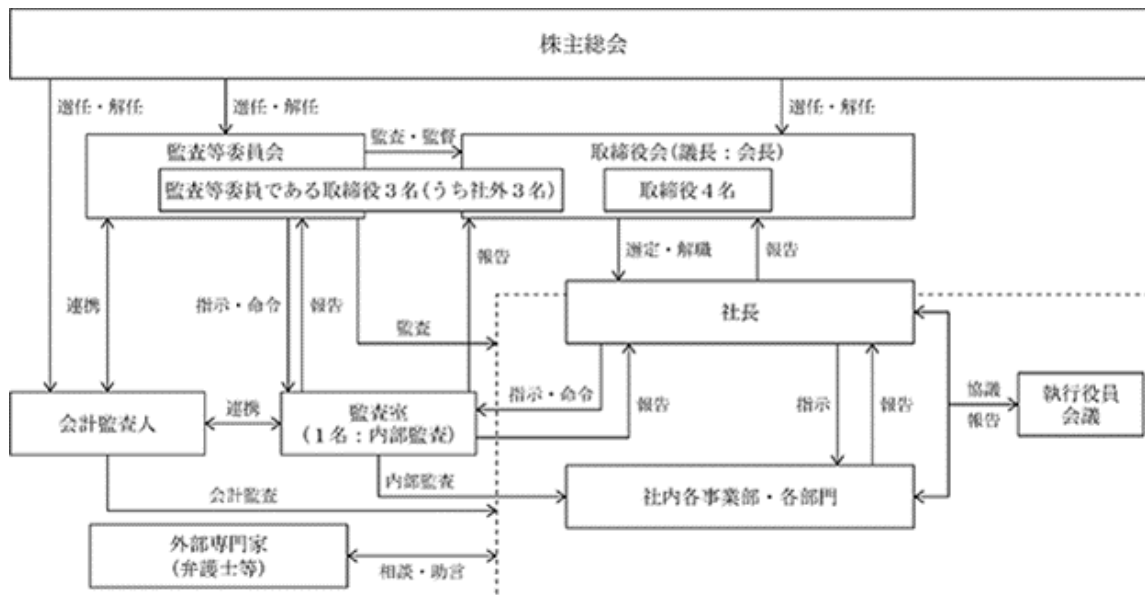 株主総会
選任・解任
選任・解任
選任・解任
監査等委員会
監査・監督
取締役会(議長：会長)
監査等委員である取締役３名(うち社外３名)
取締役４名
選定・解職
報告
報告
連携
指示・命令
報告
社長
監査
指示・命令
報告
指示
報告
協議
報告
執行役員
会議
会計監査人
連携
監査室
(１名：内部監査)
内部監査
会計監査
社内各事業部・各部門
外部専門家
(弁護士等)
相談・助言